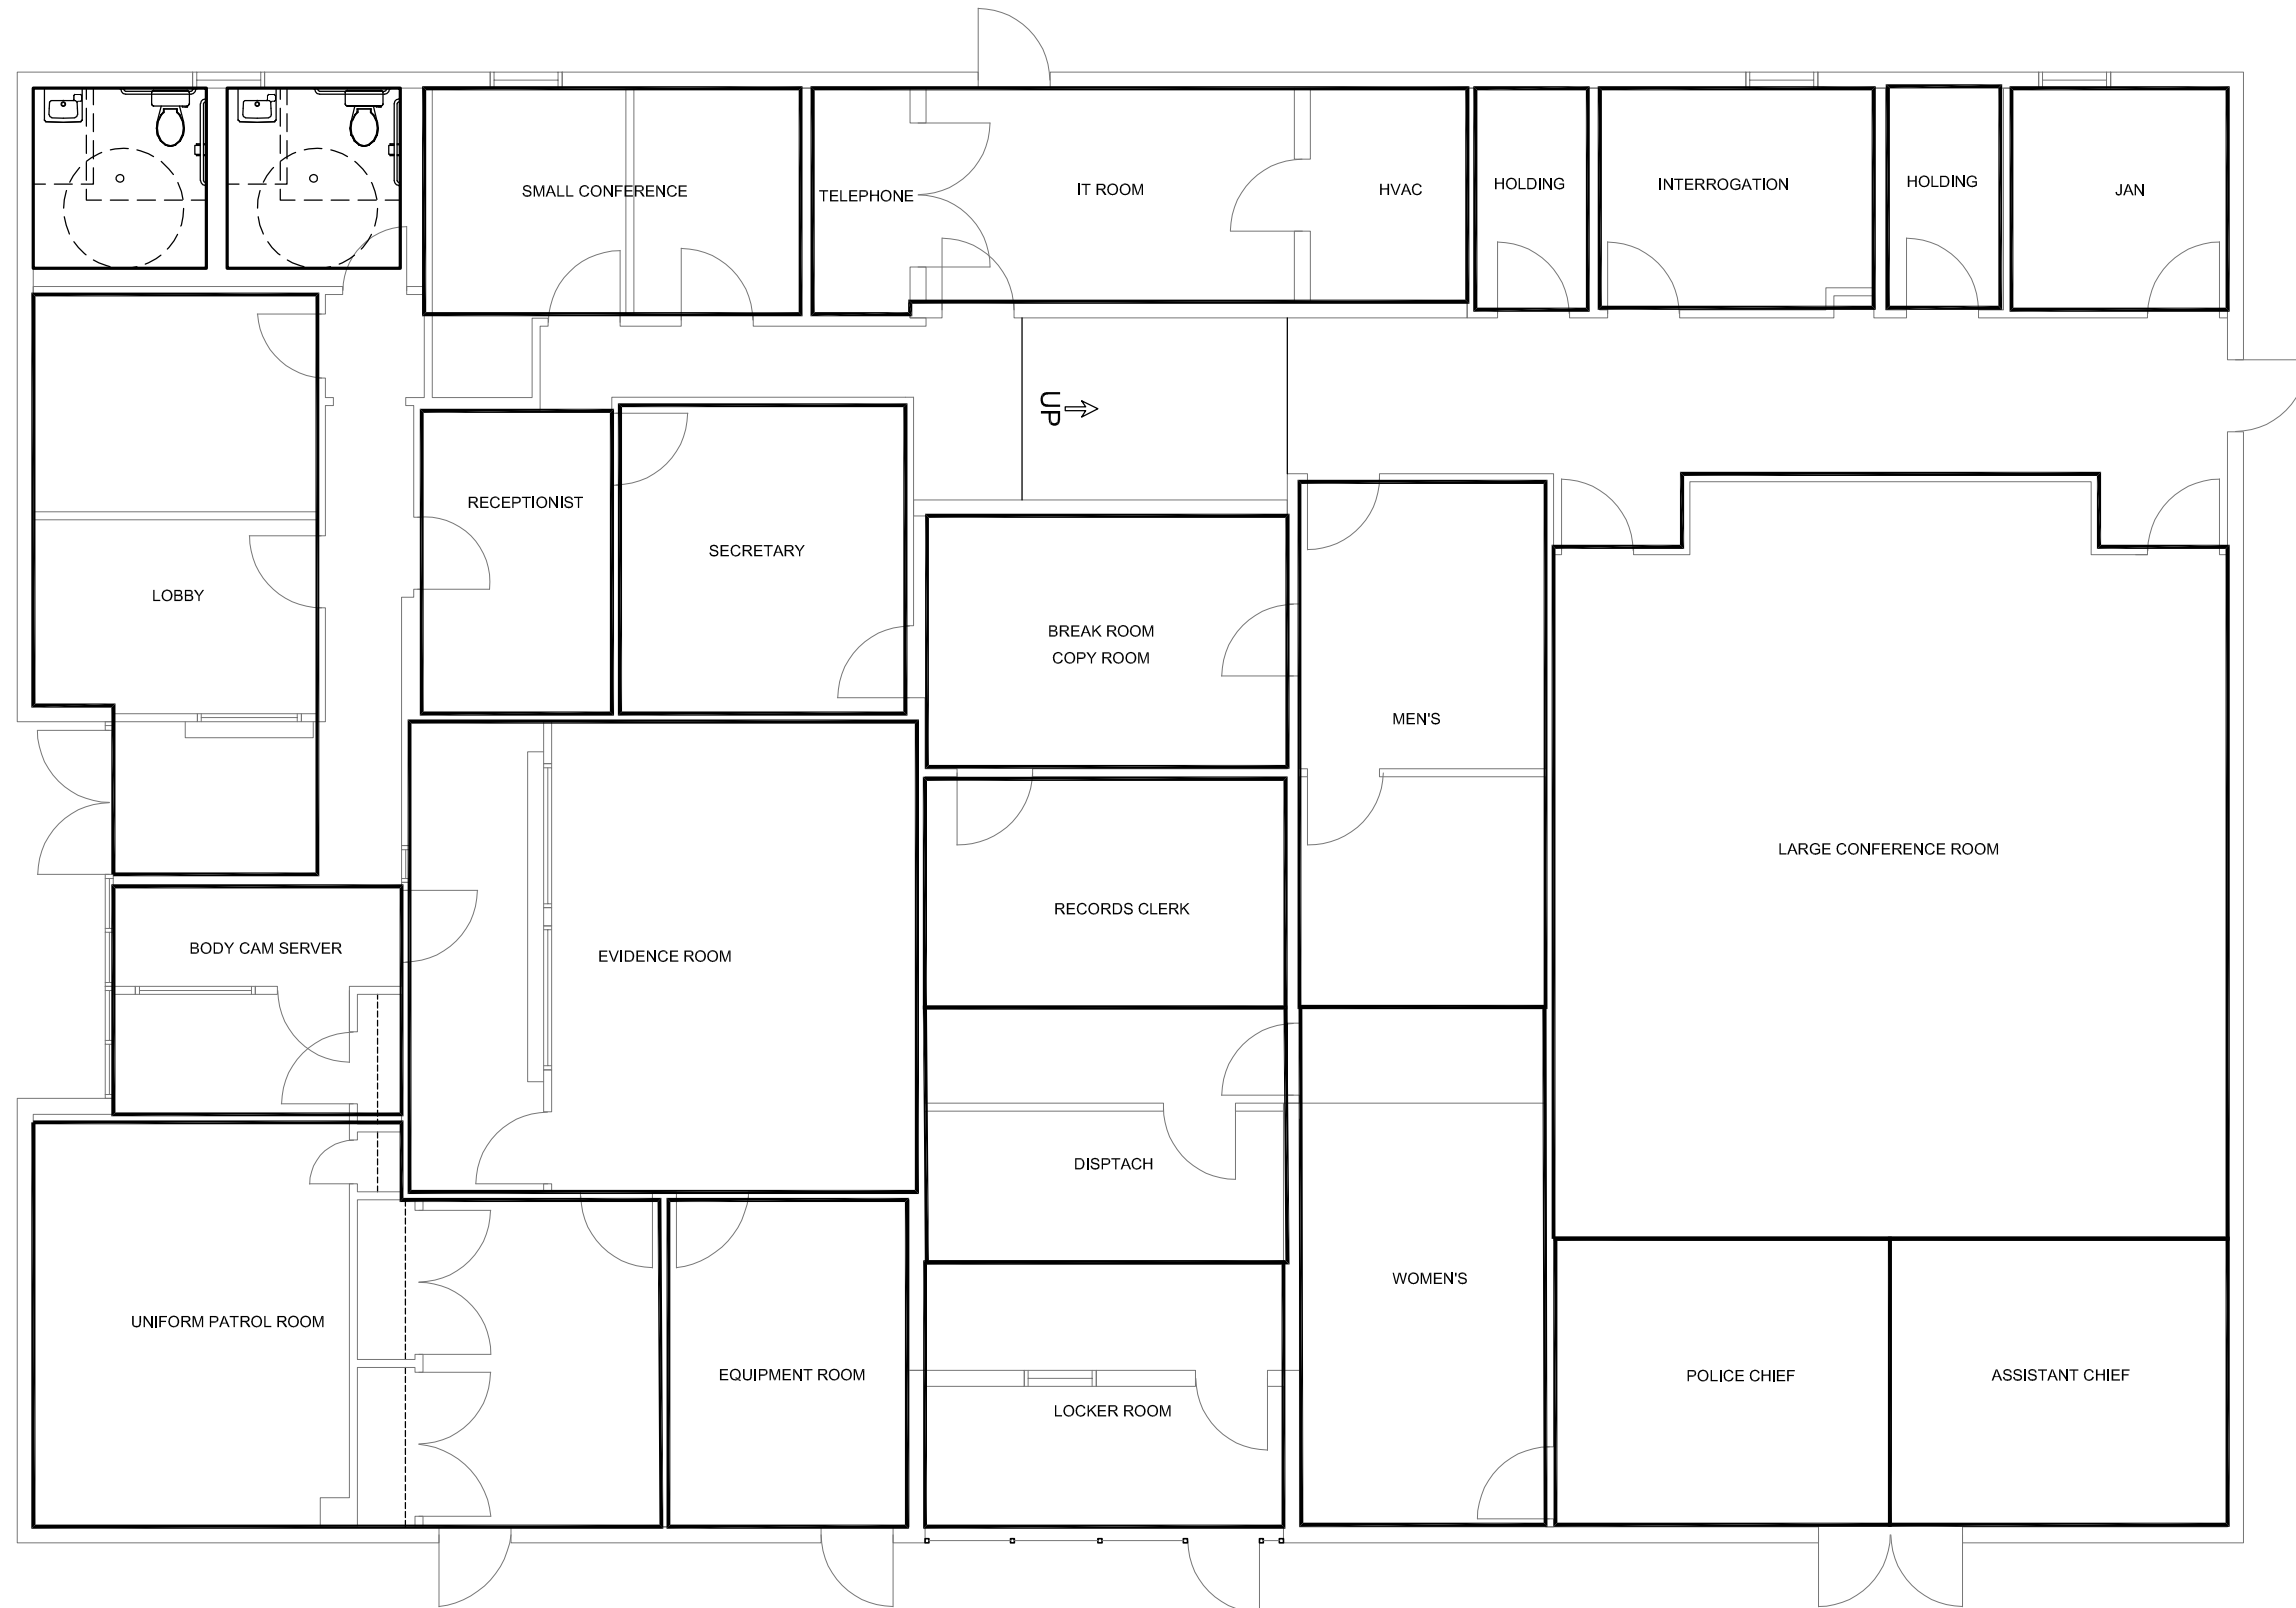 SMALL CONFERENCE
TELEPHONE
IT ROOM
HVAC
HOLDING
INTERROGATION
HOLDING
JAN
UP
RECEPTIONIST
SECRETARY
LOBBY
BREAK ROOM
COPY ROOM
MEN'S
LARGE CONFERENCE ROOM
RECORDS CLERK
BODY CAM SERVER
EVIDENCE ROOM
DISPTACH
WOMEN'S
UNIFORM PATROL ROOM
EQUIPMENT ROOM
LOCKER ROOM
POLICE CHIEF
ASSISTANT CHIEF